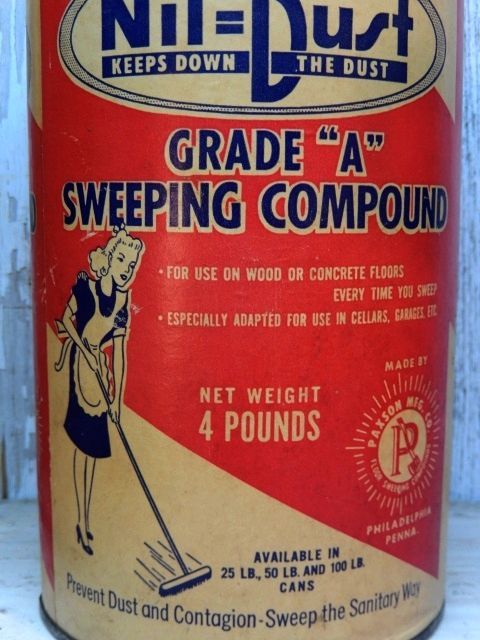 Nil=Dust
KEEPS DOWN THE DUST
GRADE "A"
SWEEPING COMPOUND
• FOR USE ON WOOD OR CONCRETE FLOORS
EVERY TIME YOU SWEEP
• ESPECIALLY ADAPTED FOR USE IN CELLARS, GARAGES, ETC.
NET WEIGHT
4 POUNDS
MADE BY
PAXSON MFG. CO.
FLOOR SWEEPING COMPOUNDS
P
PHILADELPHIA
PENNA.
AVAILABLE IN
25 LB., 50 LB. AND 100 LB.
CANS
Prevent Dust and Contagion - Sweep the Sanitary Way